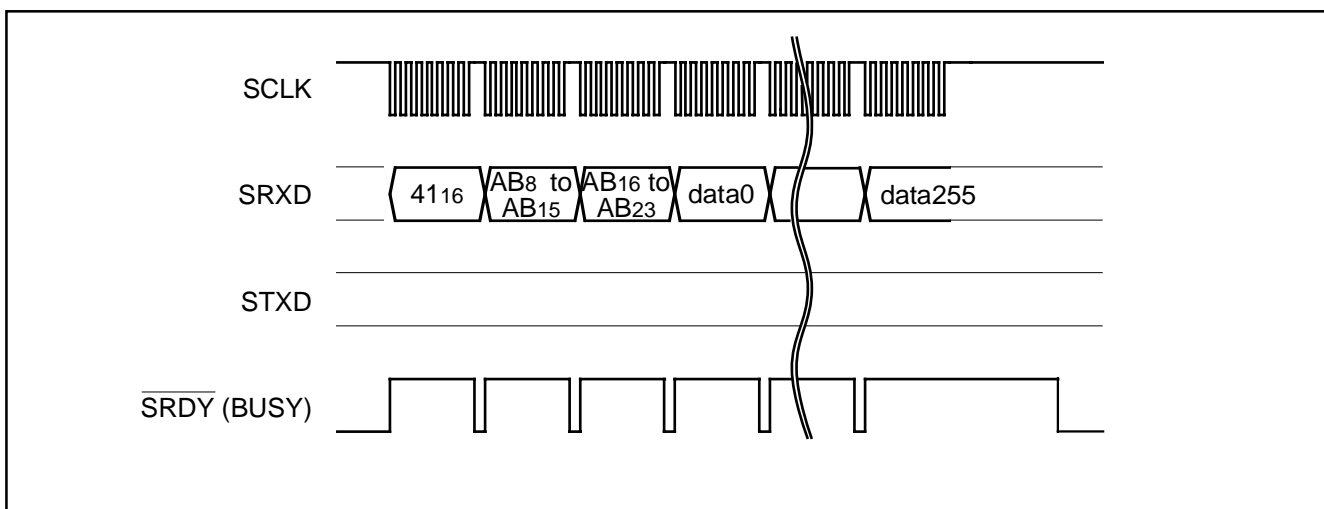 SCLK
SRXD
4116
AB8 to
AB15
AB16 to
AB23
data0
data255
STXD
SRDY (BUSY)